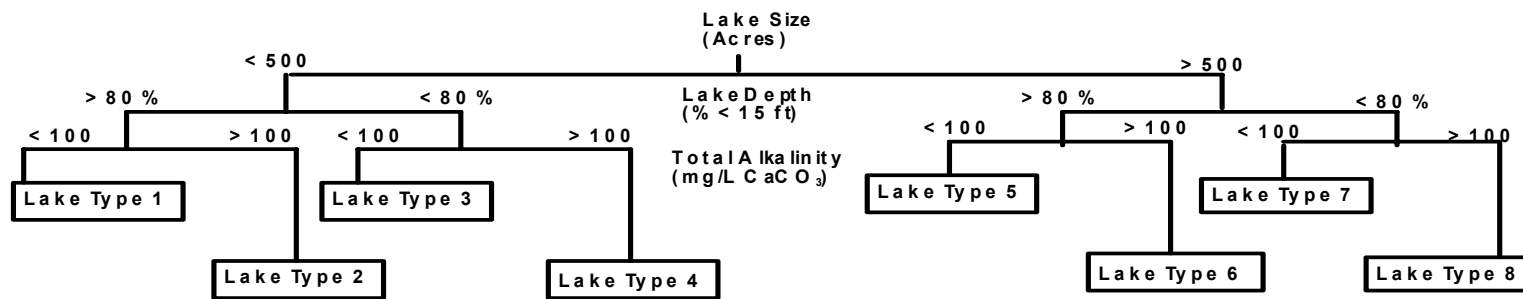 Lake Size
(Acres)
< 500
> 500
> 80 %
< 80 %
Lake Depth
(% < 15 ft)
> 80 %
< 80 %
< 100
> 100
< 100
> 100
Total Alkalinity
(mg/L CaCO₃)
< 100
> 100
< 100
> 100
Lake Type 1
Lake Type 3
Lake Type 5
Lake Type 7
Lake Type 2
Lake Type 4
Lake Type 6
Lake Type 8